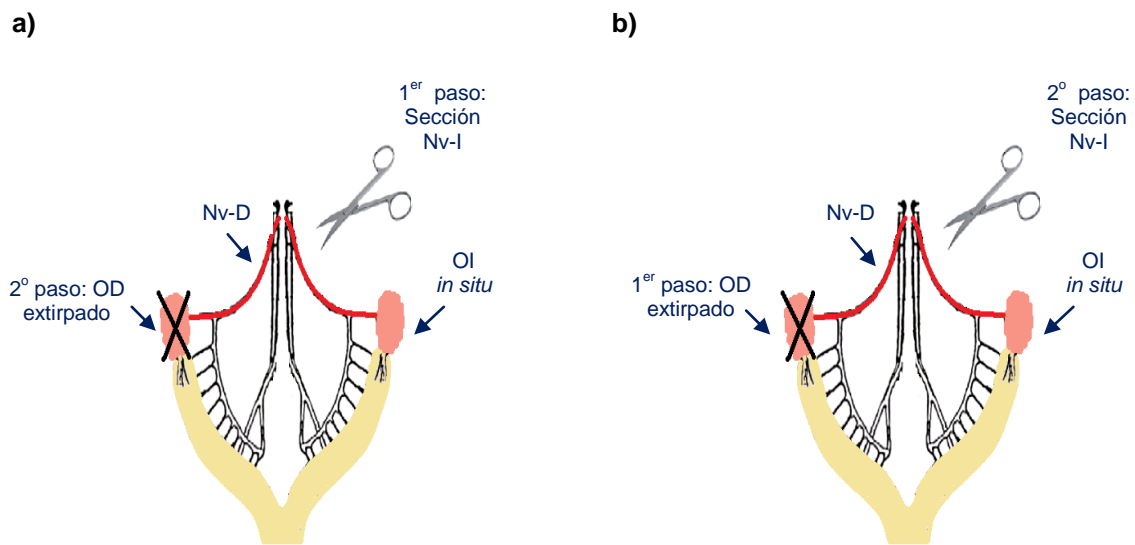 a)
1er paso:
Sección
Nv-I
Nv-D
OI
in situ
2o paso: OD
extirpado
b)
2o paso:
Sección
Nv-I
Nv-D
OI
in situ
1er paso: OD
extirpado